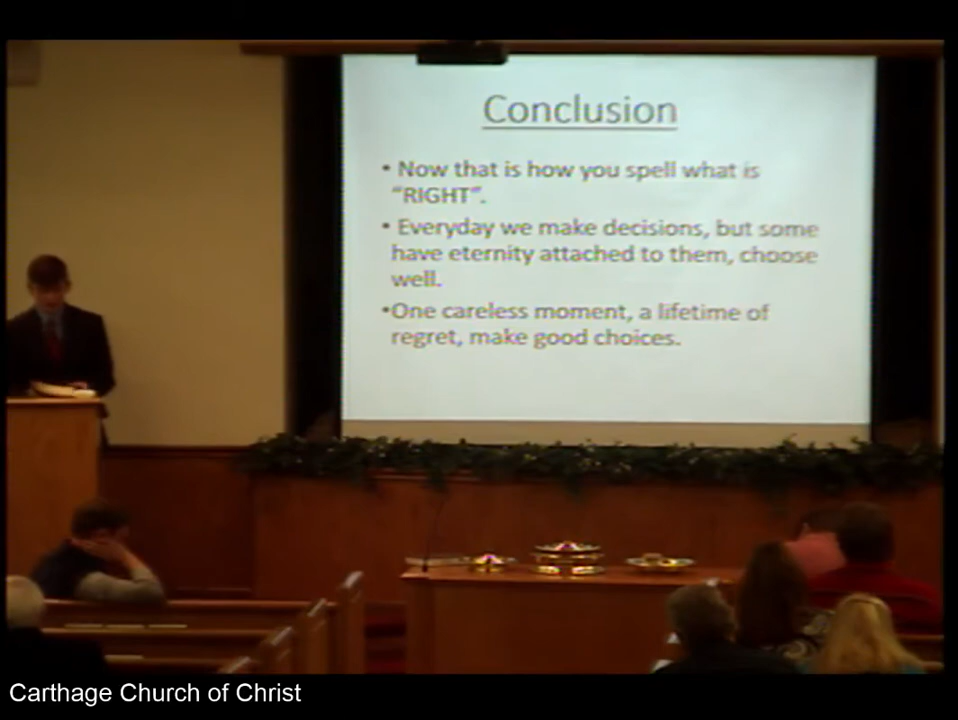 Conclusion
• Now that is how you spell what is
“RIGHT”.
• Everyday we make decisions, but some
have eternity attached to them, choose
well.
•One careless moment, a lifetime of
regret, make good choices.
Carthage Church of Christ